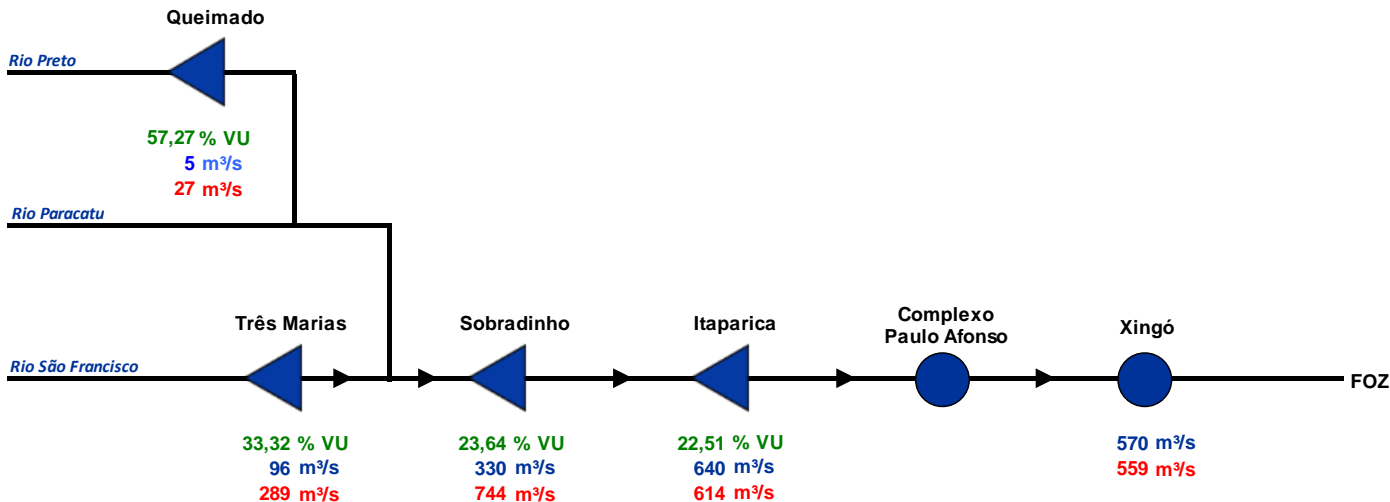 Queimado
Rio Preto
57,27 % VU
5 m³/s
27 m³/s
Rio Paracatu
Três Marias
Sobradinho
Itaparica
Complexo
Paulo Afonso
Xingó
Rio São Francisco
FOZ
33,32 % VU
96 m³/s
289 m³/s
23,64 % VU
330 m³/s
744 m³/s
22,51 % VU
640 m³/s
614 m³/s
570 m³/s
559 m³/s